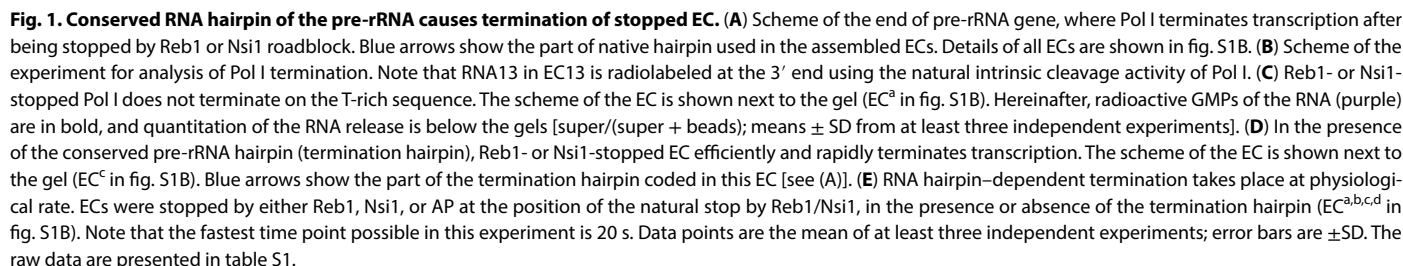 Fig. 1. Conserved RNA hairpin of the pre-rRNA causes termination of stopped EC. (A) Scheme of the end of pre-rRNA gene, where Pol I terminates transcription after
being stopped by Reb1 or Nsi1 roadblock. Blue arrows show the part of native hairpin used in the assembled ECs. Details of all ECs are shown in fig. S1B. (B) Scheme of the
experiment for analysis of Pol I termination. Note that RNA13 in EC13 is radiolabeled at the 3′ end using the natural intrinsic cleavage activity of Pol I. (C) Reb1- or Nsi1-
stopped Pol I does not terminate on the T-rich sequence. The scheme of the EC is shown next to the gel (ECᵃ in fig. S1B). Hereinafter, radioactive GMPs of the RNA (purple)
are in bold, and quantitation of the RNA release is below the gels [super/(super + beads); means ± SD from at least three independent experiments]. (D) In the presence
of the conserved pre-rRNA hairpin (termination hairpin), Reb1- or Nsi1-stopped EC efficiently and rapidly terminates transcription. The scheme of the EC is shown next to
the gel (ECᶜ in fig. S1B). Blue arrows show the part of the termination hairpin coded in this EC [see (A)]. (E) RNA hairpin–dependent termination takes place at physiologi-
cal rate. ECs were stopped by either Reb1, Nsi1, or AP at the position of the natural stop by Reb1/Nsi1, in the presence or absence of the termination hairpin (ECᵃ,ᵇ,ᶜ,ᵈ in
fig. S1B). Note that the fastest time point possible in this experiment is 20 s. Data points are the mean of at least three independent experiments; error bars are ±SD. The
raw data are presented in table S1.